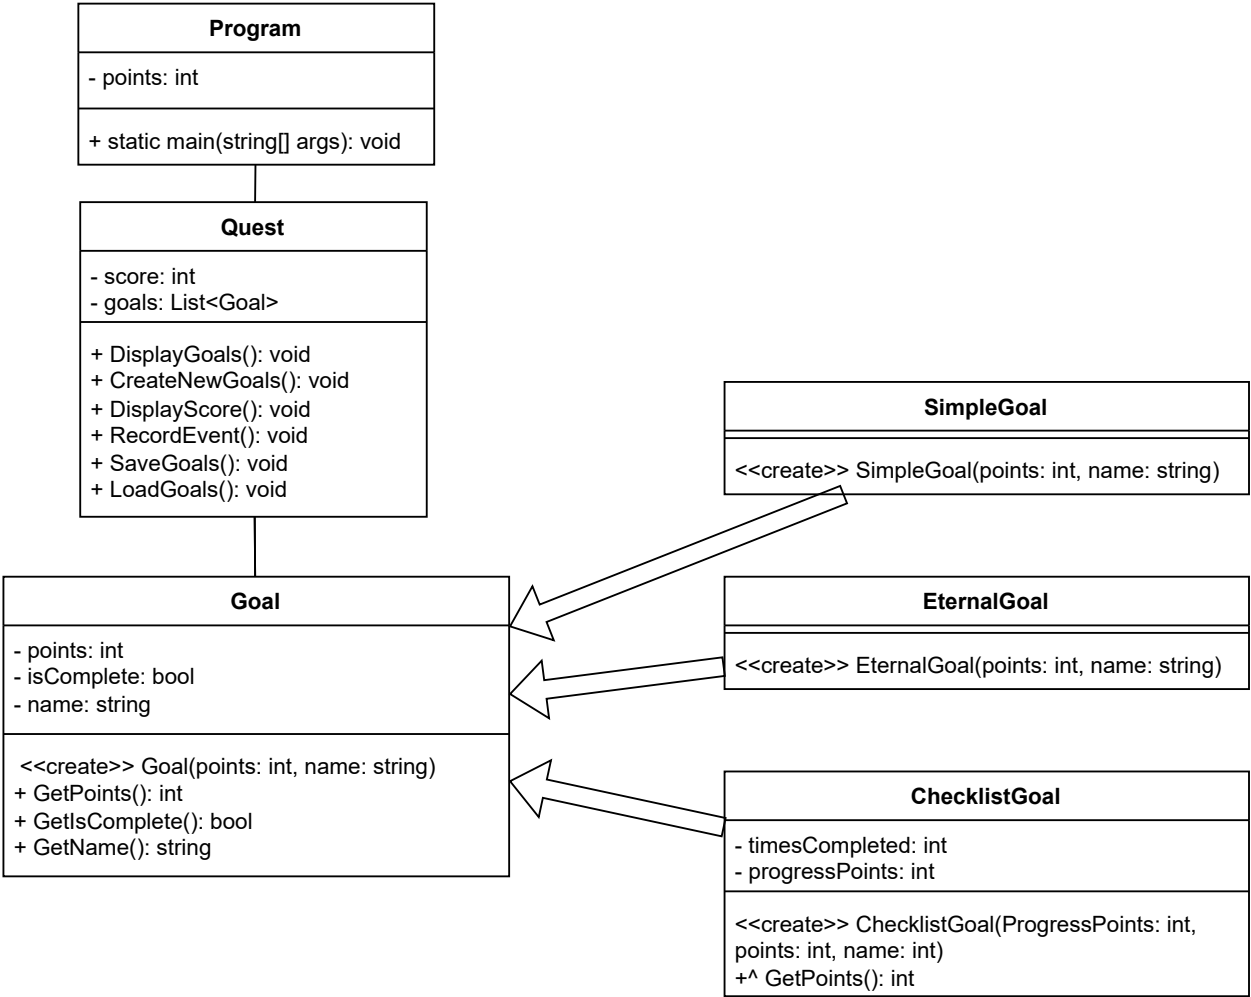 Program
- points: int
+ static main(string[] args): void
Quest
- score: int
- goals: List<Goal>
+ DisplayGoals(): void
+ CreateNewGoals(): void
+ DisplayScore(): void
+ RecordEvent(): void
+ SaveGoals(): void
+ LoadGoals(): void
Goal
- points: int
- isComplete: bool
- name: string
<<create>> Goal(points: int, name: string)
+ GetPoints(): int
+ GetIsComplete(): bool
+ GetName(): string
SimpleGoal
<<create>> SimpleGoal(points: int, name: string)
EternalGoal
<<create>> EternalGoal(points: int, name: string)
ChecklistGoal
- timesCompleted: int
- progressPoints: int
<<create>> ChecklistGoal(ProgressPoints: int,
points: int, name: int)
+^ GetPoints(): int